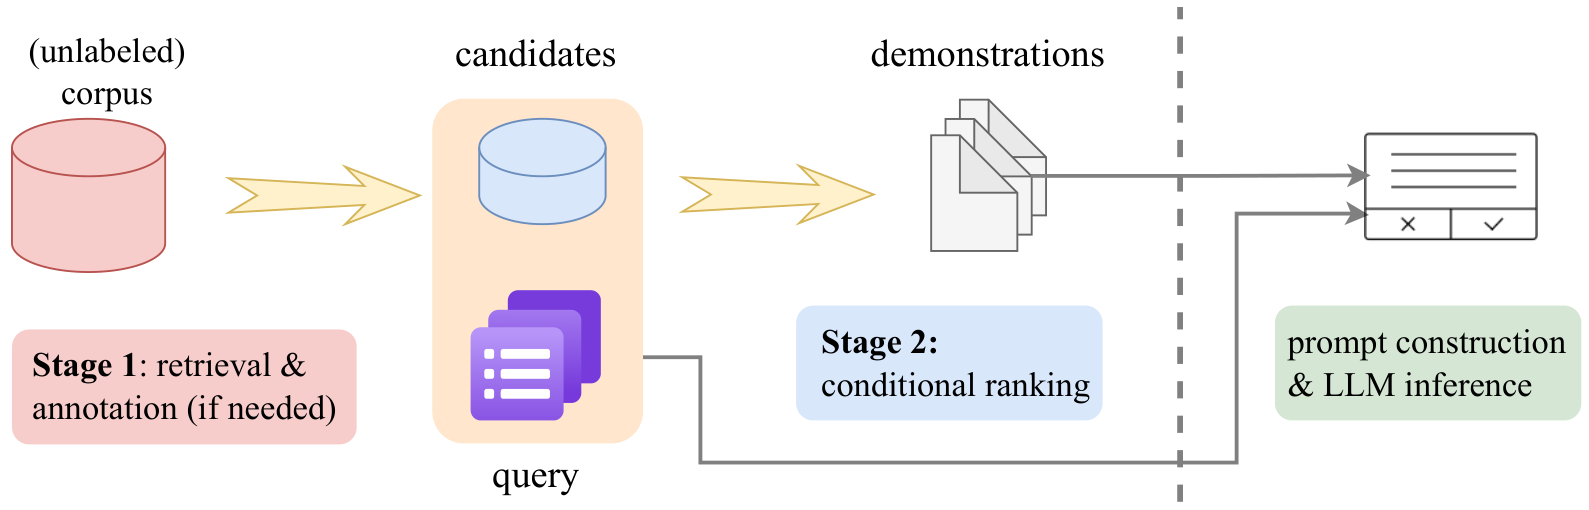 (unlabeled)
corpus
candidates
demonstrations
Stage 1: retrieval &
annotation (if needed)
query
Stage 2:
conditional ranking
prompt construction
& LLM inference